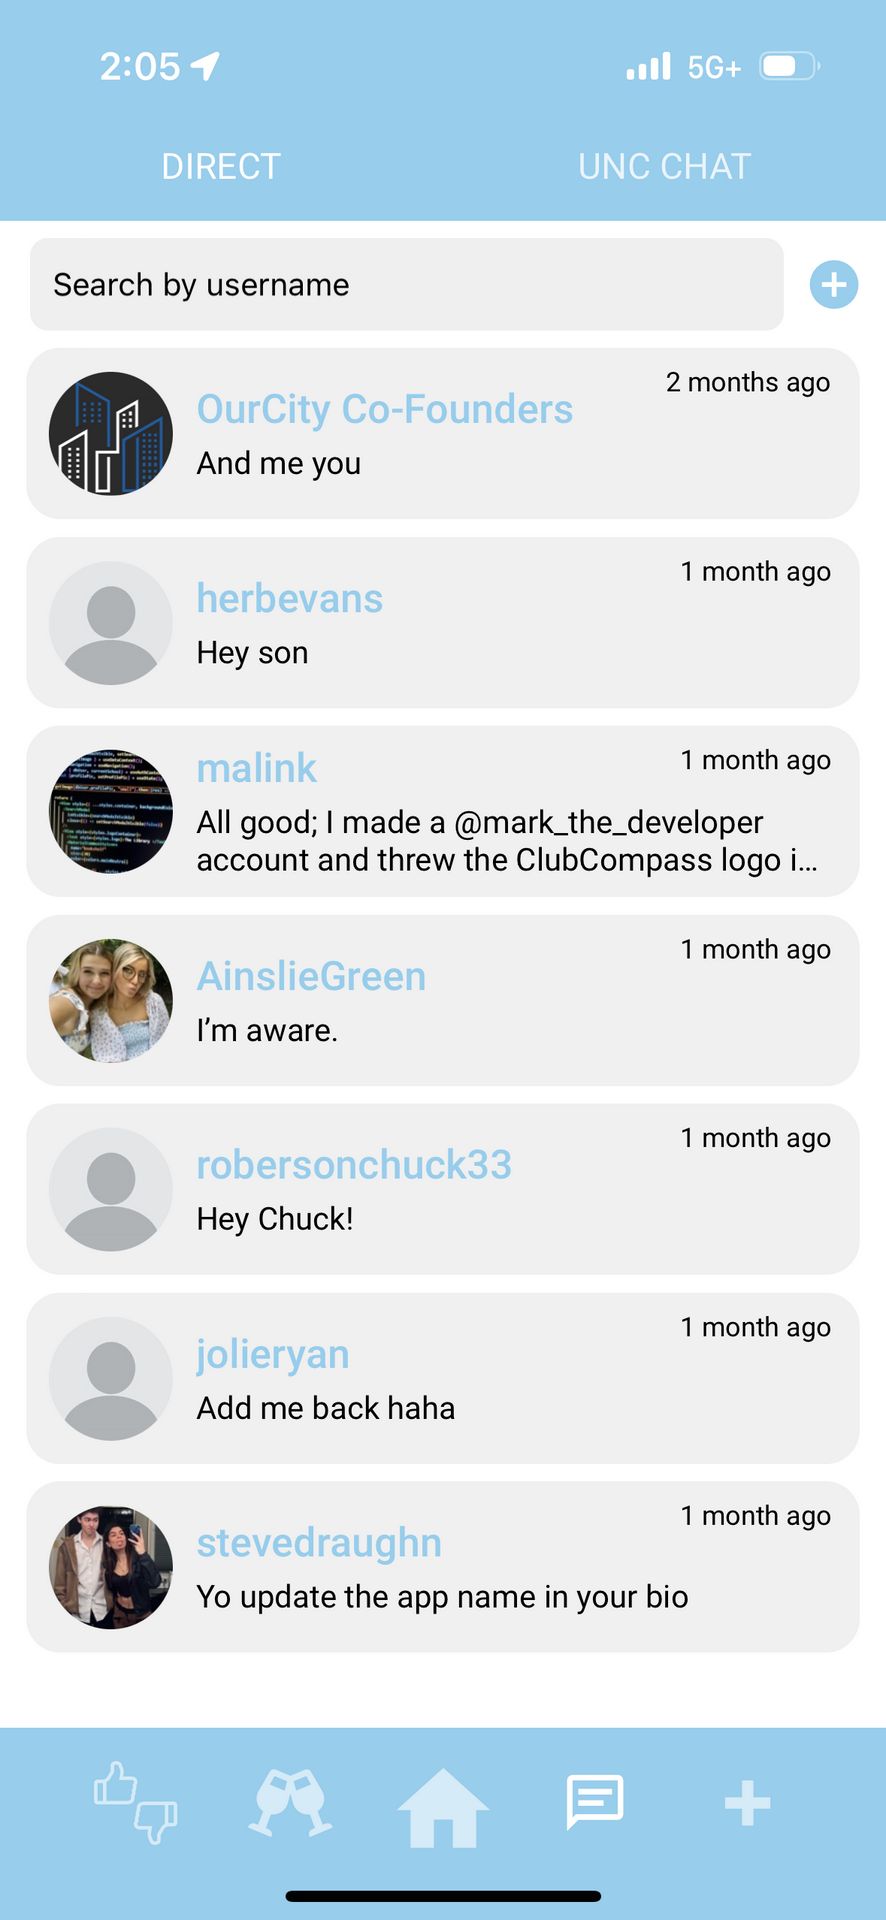 2:05
5G+
DIRECT
UNC CHAT
Search by username
2 months ago
OurCity Co-Founders
And me you
1 month ago
herbevans
Hey son
1 month ago
malink
All good; I made a @mark_the_developer
account and threw the ClubCompass logo i...
1 month ago
AinslieGreen
I’m aware.
1 month ago
robersonchuck33
Hey Chuck!
1 month ago
jolieryan
Add me back haha
1 month ago
stevedraughn
Yo update the app name in your bio